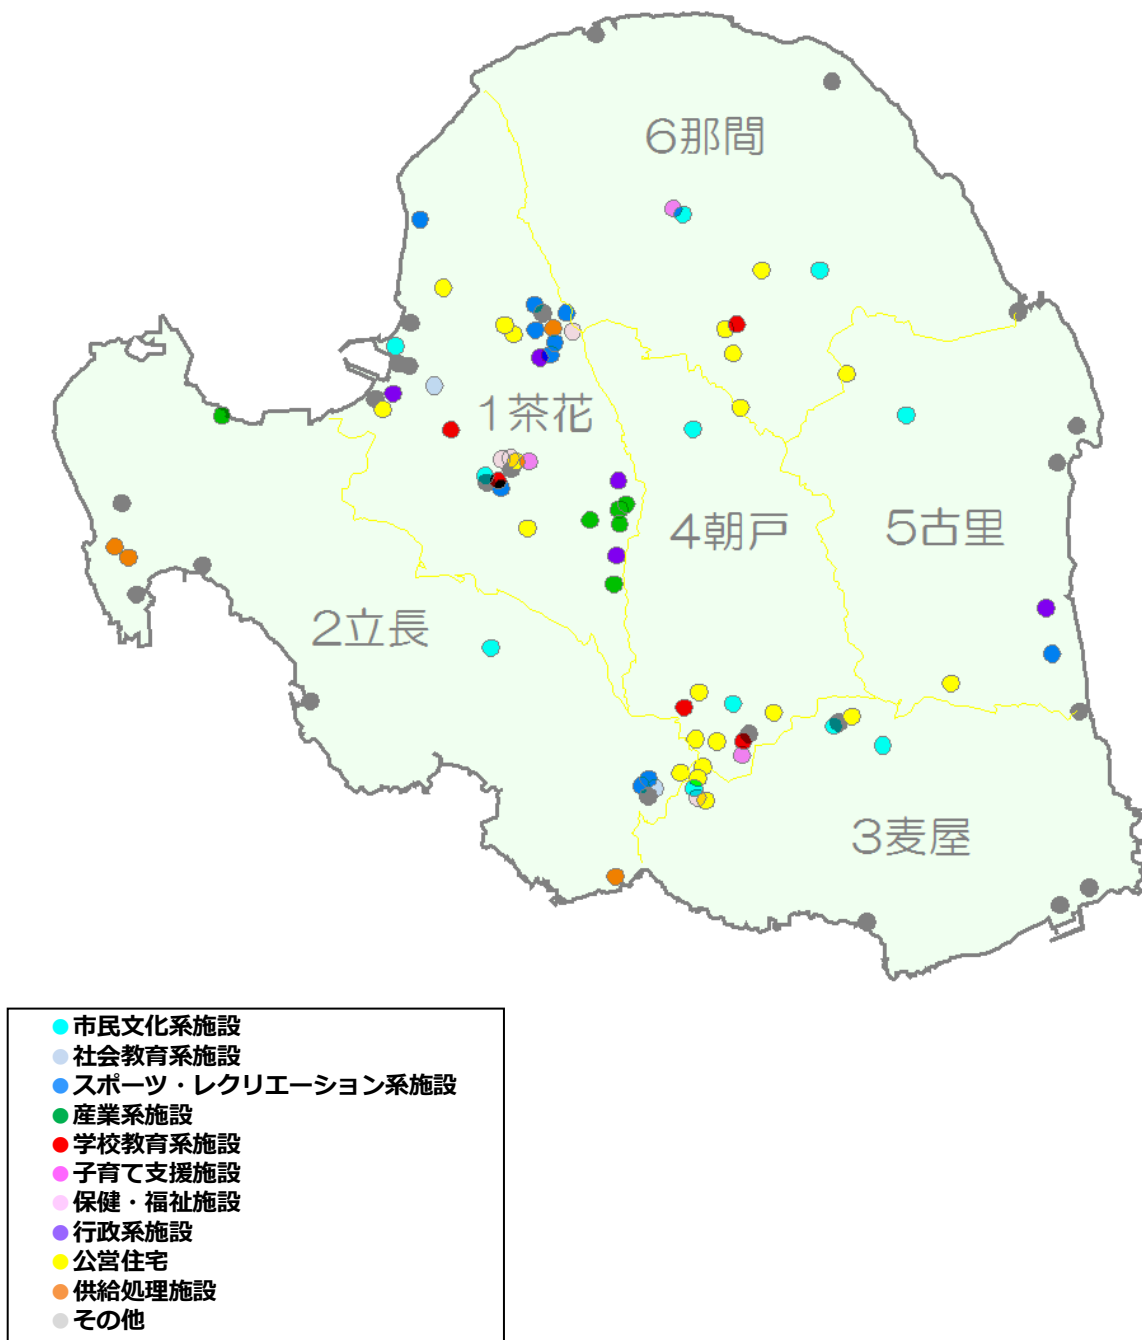 6那間
1茶花
4朝戸
5古里
2立長
3麦屋
市民文化系施設
社会教育系施設
スポーツ・レクリエーション系施設
産業系施設
学校教育系施設
子育て支援施設
保健・福祉施設
行政系施設
公営住宅
供給処理施設
その他